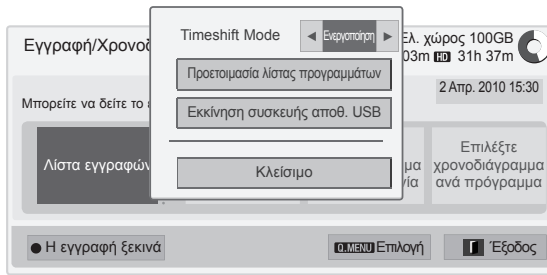 Εγγραφή/Χρονοδ
Ελ. χώρος 100GB
03m HD 31h 37m
Timeshift Mode ◀ Ενεργοποίηση ▶
Προετοιμασία λίστας προγραμμάτων
Εκκίνηση συσκευής αποθ. USB
Κλείσιμο
2 Απρ. 2010 15:30
Μπορείτε να δείτε το
Λίστα εγγραφών
Επιλέξτε
χρονοδιάγραμμα
ανά πρόγραμμα
● Η εγγραφή ξεκινά
Q.MENU Επιλογή
Έξοδος